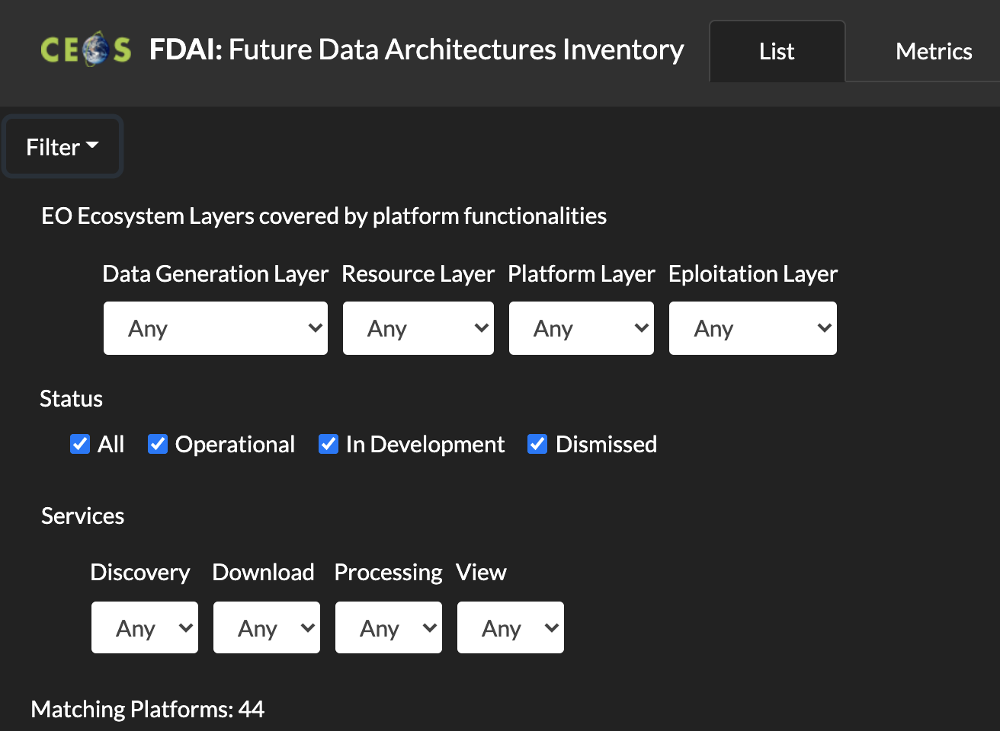 CEOS FDAI: Future Data Architectures Inventory List Metrics
Filter
EO Ecosystem Layers covered by platform functionalities
Data Generation Layer Resource Layer Platform Layer Eploitation Layer
Any Any Any Any
Status
All Operational In Development Dismissed
Services
Discovery Download Processing View
Any Any Any Any
Matching Platforms: 44